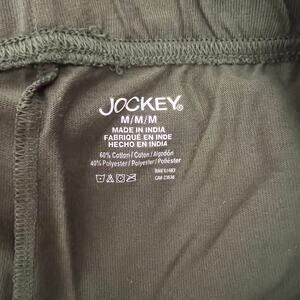 JOCKEY®
M/M/M
MADE IN INDIA
FABRIQUÉ EN INDE
HECHO EN INDIA
60% Cotton / Coton / Algodón
40% Polyester / Polyester / Poliéster